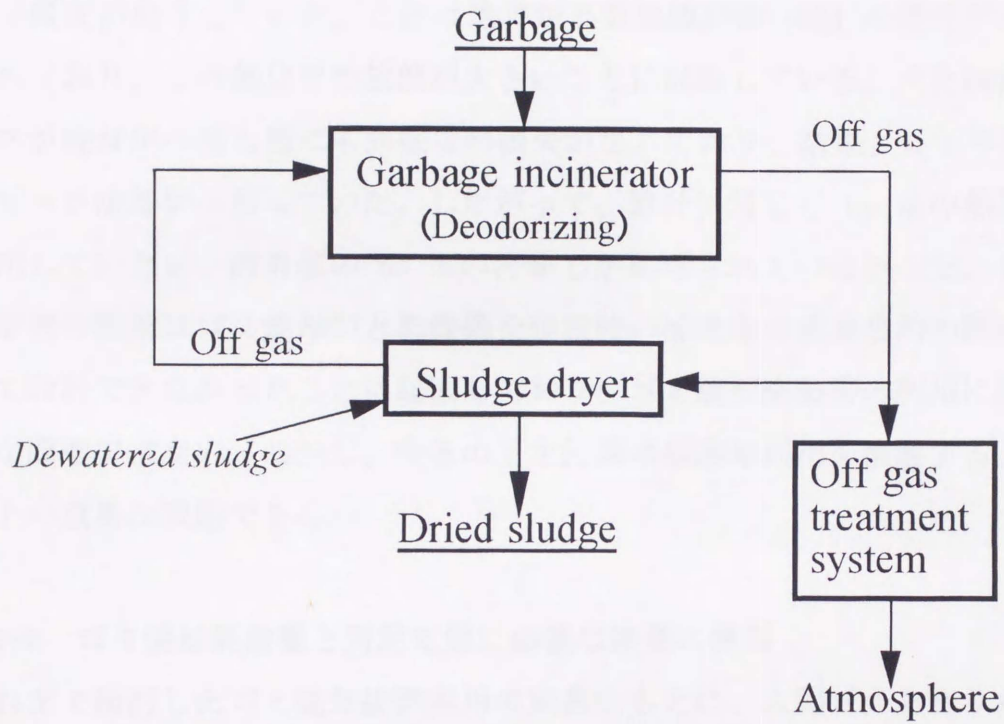 Garbage
Garbage incinerator
(Deodorizing)
Off gas
Off gas
Sludge dryer
Dewatered sludge
Dried sludge
Off gas
treatment
system
Atmosphere